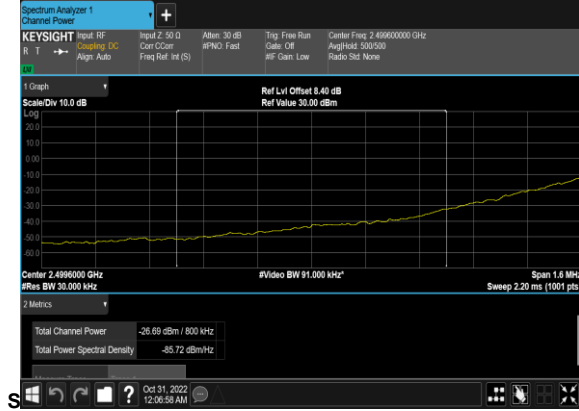 Spectrum Analyzer 1
Channel Power
+
KEYSIGHT
R T
Input: RF
Coupling: DC
Align: Auto
Input Z: 50 Ω
Corr CCorr
Freq Ref: Int (S)
Atten: 30 dB
#PNO: Fast
Trig: Free Run
Gate: Off
#IF Gain: Low
Center Freq: 2.499600000 GHz
Avg|Hold: 500/500
Radio Std: None
1 Graph
Scale/Div 10.0 dB
Ref Lvl Offset 8.40 dB
Ref Value 30.00 dBm
Log
20.0
10.0
0.00
-10.0
-20.0
-30.0
-40.0
-50.0
-60.0
Center 2.4996000 GHz
#Res BW 30.000 kHz
#Video BW 91.000 kHz*
Span 1.6 MHz
Sweep 2.20 ms (1001 pts
2 Metrics
Total Channel Power -26.69 dBm / 800 kHz
Total Power Spectral Density -85.72 dBm/Hz
S
?
Oct 31, 2022
12:06:58 AM